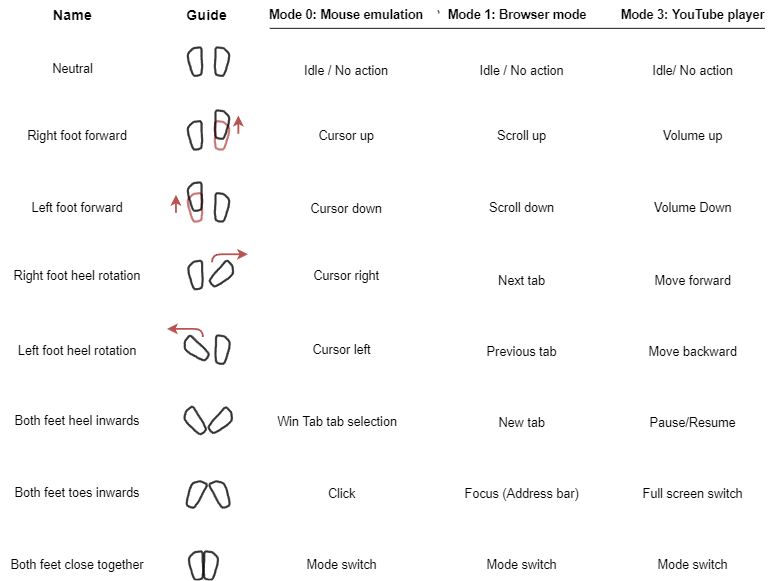 Name Guide Mode 0: Mouse emulation ' Mode 1: Browser mode Mode 3: YouTube player
Neutral Idle / No action Idle / No action Idle/ No action
Right foot forward Cursor up Scroll up Volume up
Left foot forward Cursor down Scroll down Volume Down
Right foot heel rotation Cursor right Next tab Move forward
Left foot heel rotation Cursor left Previous tab Move backward
Both feet heel inwards Win Tab tab selection New tab Pause/Resume
Both feet toes inwards Click Focus (Address bar) Full screen switch
Both feet close together Mode switch Mode switch Mode switch